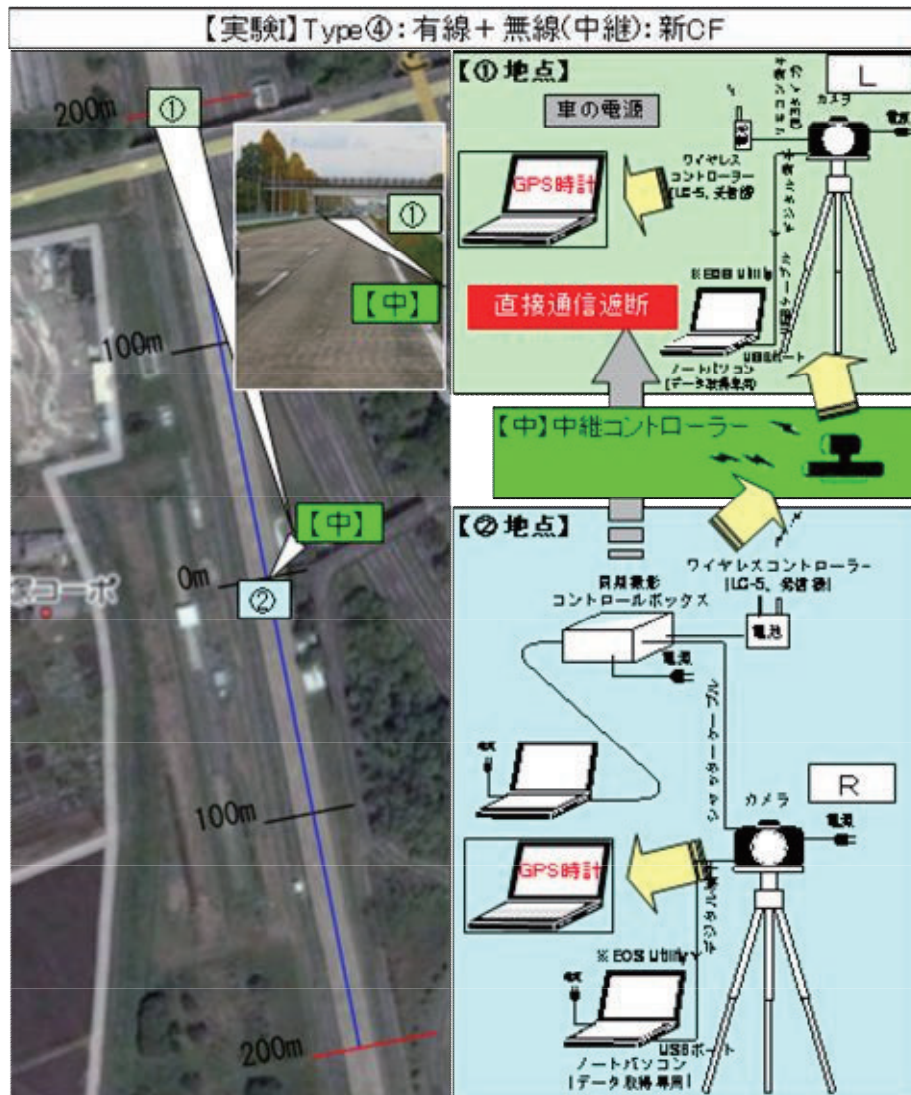 【実験I】Type④:有線+無線(中継):新CF
200m
①
①
【中】
100m
【中】
0m
②
コーポ
100m
200m
【①地点】
L
車の電源
カメラ
電源
GPS時計
ワイヤレス
コントローラー
(LC-5、受信機)
※EOS Utility
直接通信遮断
USBポート
ノートパソコン
(データ取得専用)
【中】中継コントローラー
【②地点】
ワイヤレスコントローラー
(LC-5、発信機)
同期撮影
コントロールボックス
電池
電源
シャッターケーブル
電源
R
カメラ
電源
GPS時計
※EOS Utility
電源
USBポート
ノートパソコン
(データ取得専用)